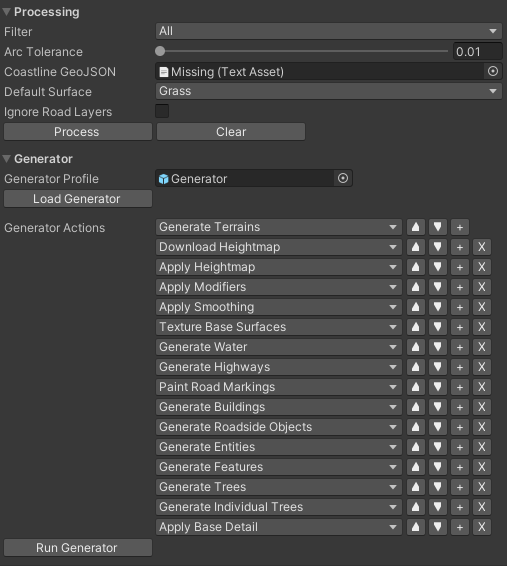 Processing
Filter All
Arc Tolerance 0.01
Coastline GeoJSON Missing (Text Asset)
Default Surface Grass
Ignore Road Layers
Process Clear
Generator
Generator Profile Generator
Load Generator
Generator Actions Generate Terrains +
Download Heightmap + X
Apply Heightmap + X
Apply Modifiers + X
Apply Smoothing + X
Texture Base Surfaces + X
Generate Water + X
Generate Highways + X
Paint Road Markings + X
Generate Buildings + X
Generate Roadside Objects + X
Generate Entities + X
Generate Features + X
Generate Trees + X
Generate Individual Trees + X
Apply Base Detail + X
Run Generator